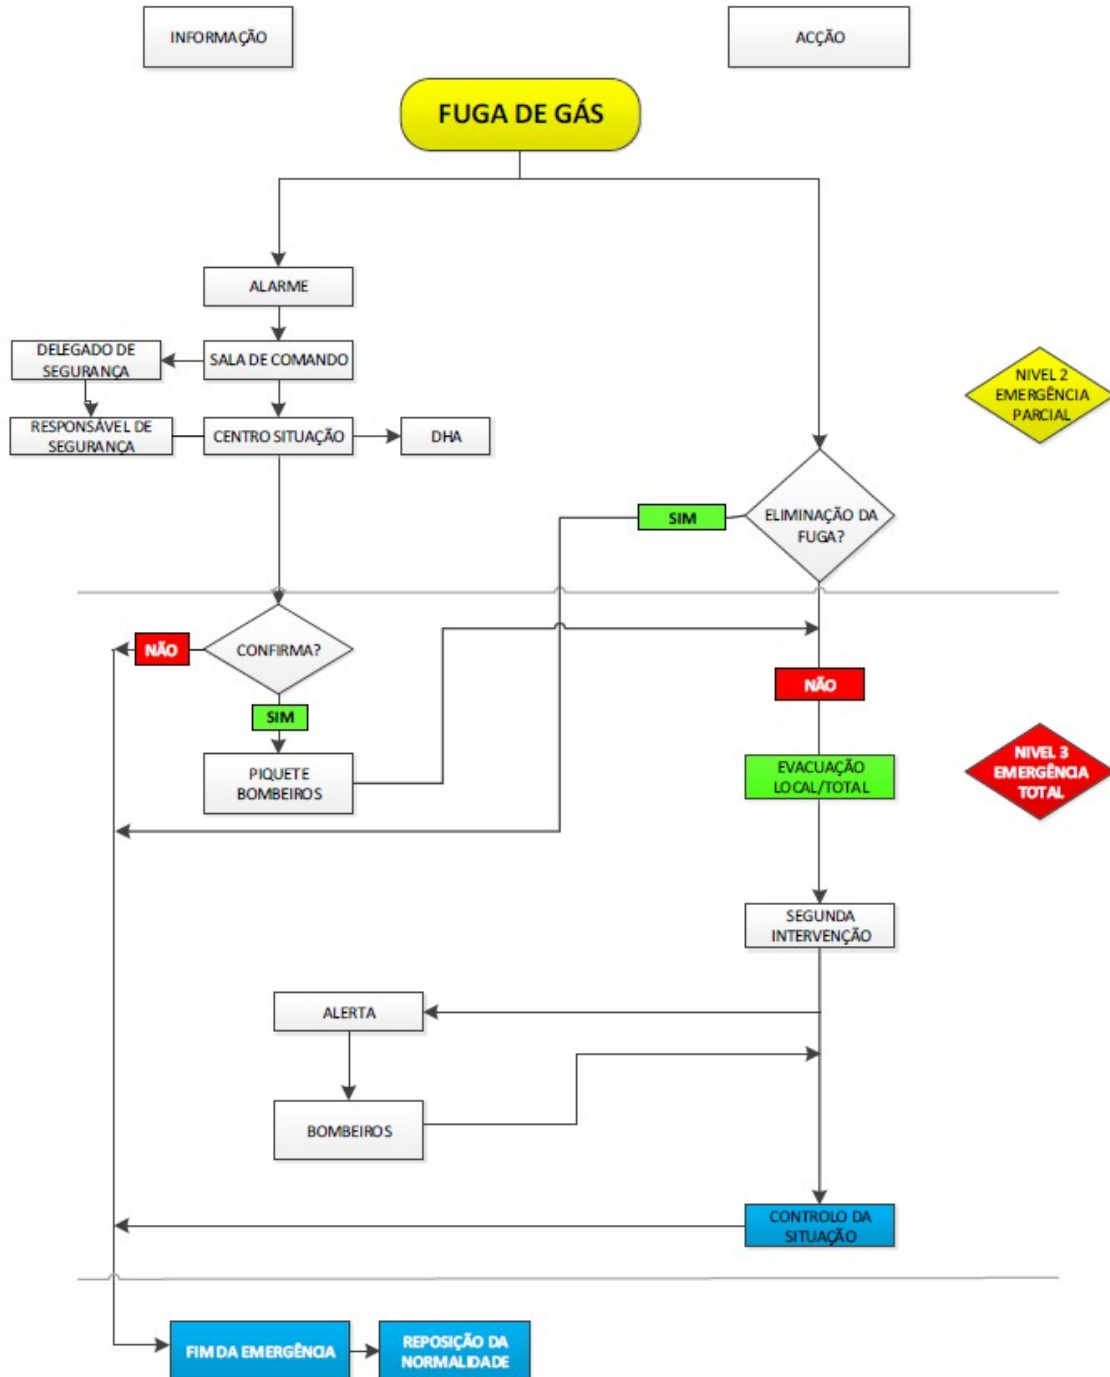 INFORMAÇÃO
ACÇÃO
FUGA DE GÁS
ALARME
DELEGADO DE
SEGURANÇA
SALA DE COMANDO
NIVEL 2
EMERGÊNCIA
PARCIAL
RESPONSÁVEL DE
SEGURANÇA
CENTRO SITUAÇÃO
DHA
SIM
ELIMINAÇÃO DA
FUGA?
NÃO
CONFIRMA?
SIM
NÃO
PIQUETE
BOMBEIROS
EVACUAÇÃO
LOCAL/TOTAL
NIVEL 3
EMERGÊNCIA
TOTAL
SEGUNDA
INTERVENÇÃO
ALERTA
BOMBEIROS
CONTROLO DA
SITUAÇÃO
FIM DA EMERGÊNCIA
REPOSIÇÃO DA
NORMALIDADE